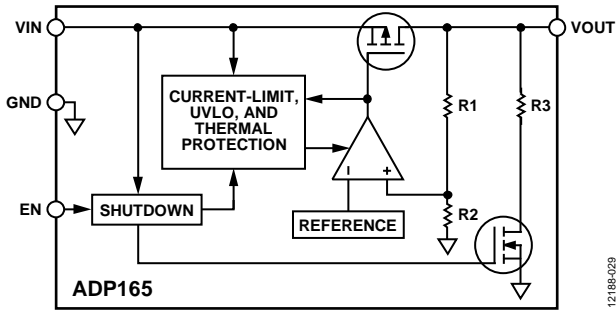 VIN
VOUT
GND
CURRENT-LIMIT,
UVLO, AND
THERMAL
PROTECTION
R1
R3
EN
SHUTDOWN
REFERENCE
R2
ADP165
12188-029